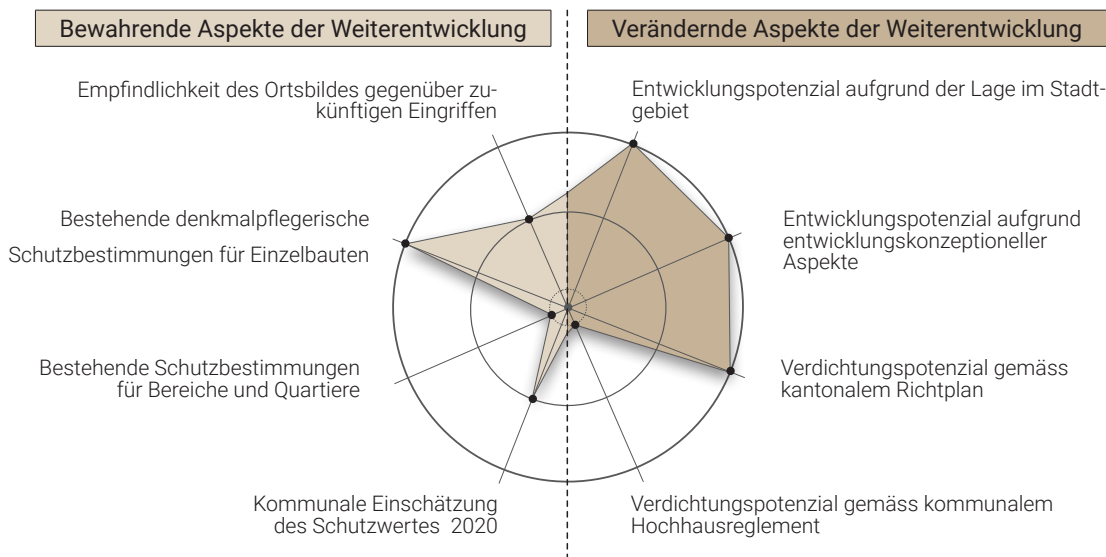 Bewahrende Aspekte der Weiterentwicklung
Verändernde Aspekte der Weiterentwicklung
Empfindlichkeit des Ortsbildes gegenüber zu-
künftigen Eingriffen
Entwicklungspotenzial aufgrund der Lage im Stadt-
gebiet
Bestehende denkmalpflegerische
Schutzbestimmungen für Einzelbauten
Entwicklungspotenzial aufgrund
entwicklungskonzeptioneller
Aspekte
Bestehende Schutzbestimmungen
für Bereiche und Quartiere
Verdichtungspotenzial gemäss
kantonalem Richtplan
Kommunale Einschätzung
des Schutzwertes 2020
Verdichtungspotenzial gemäss kommunalem
Hochhausreglement